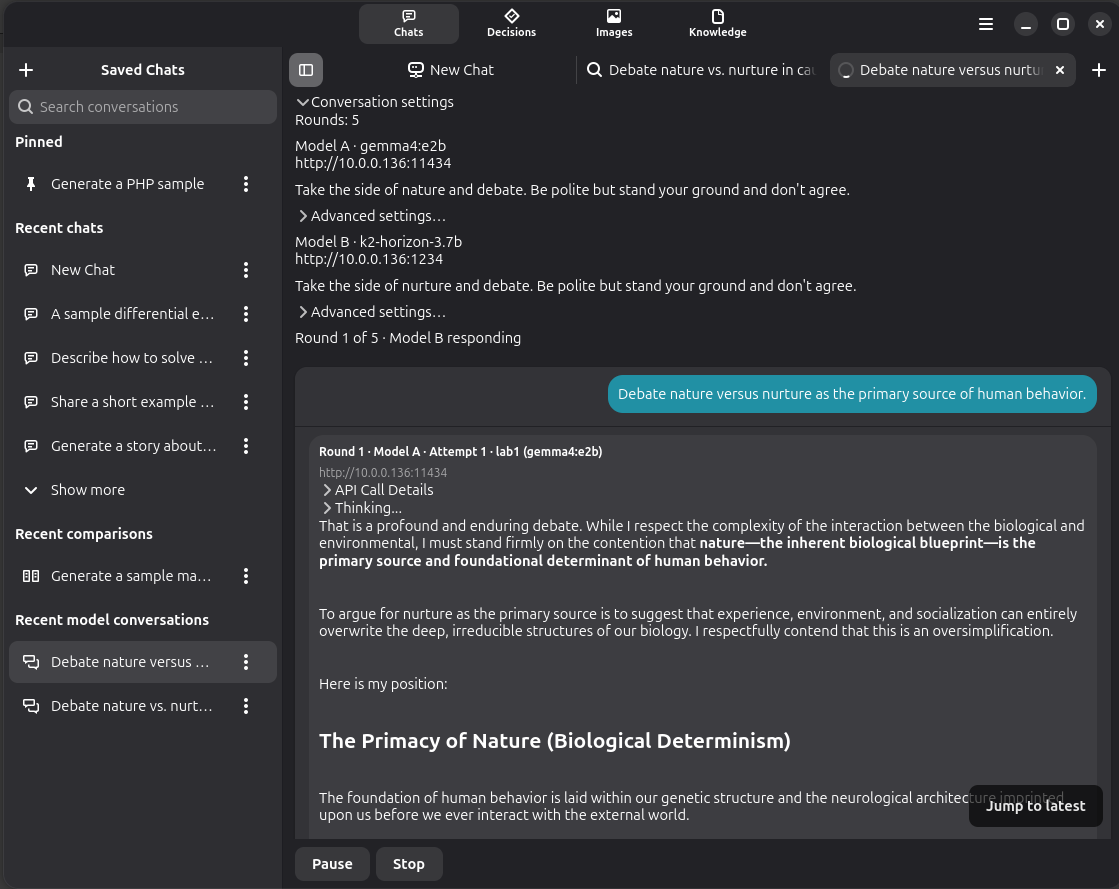 Chats
Decisions
Images
Knowledge
Saved Chats
Search conversations
Pinned
Generate a PHP sample
Recent chats
New Chat
A sample differential e...
Describe how to solve ...
Share a short example ...
Generate a story about...
Show more
Recent comparisons
Generate a sample ma...
Recent model conversations
Debate nature versus ...
Debate nature vs. nurt...
New Chat
Debate nature vs. nurture in cau
Debate nature versus nurtu
Conversation settings
Rounds: 5
Model A · gemma4:e2b
http://10.0.0.136:11434
Take the side of nature and debate. Be polite but stand your ground and don't agree.
Advanced settings...
Model B · k2-horizon-3.7b
http://10.0.0.136:1234
Take the side of nurture and debate. Be polite but stand your ground and don't agree.
Advanced settings...
Round 1 of 5 · Model B responding
Debate nature versus nurture as the primary source of human behavior.
Round 1 · Model A · Attempt 1 · lab1 (gemma4:e2b)
http://10.0.0.136:11434
API Call Details
Thinking...
That is a profound and enduring debate. While I respect the complexity of the interaction between the biological and
environmental, I must stand firmly on the contention that nature—the inherent biological blueprint—is the
primary source and foundational determinant of human behavior.
To argue for nurture as the primary source is to suggest that experience, environment, and socialization can entirely
overwrite the deep, irreducible structures of our biology. I respectfully contend that this is an oversimplification.
Here is my position:
The Primacy of Nature (Biological Determinism)
The foundation of human behavior is laid within our genetic structure and the neurological architecture imprinted
upon us before we ever interact with the external world.
Jump to latest
Pause
Stop